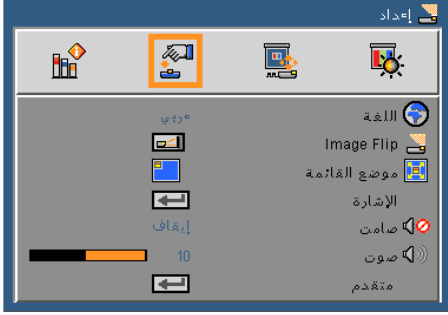 إعداد
اللغة عربي
Image Flip
موضع القائمة
الإشارة
صامت إيقاف
صوت 10
متقدم